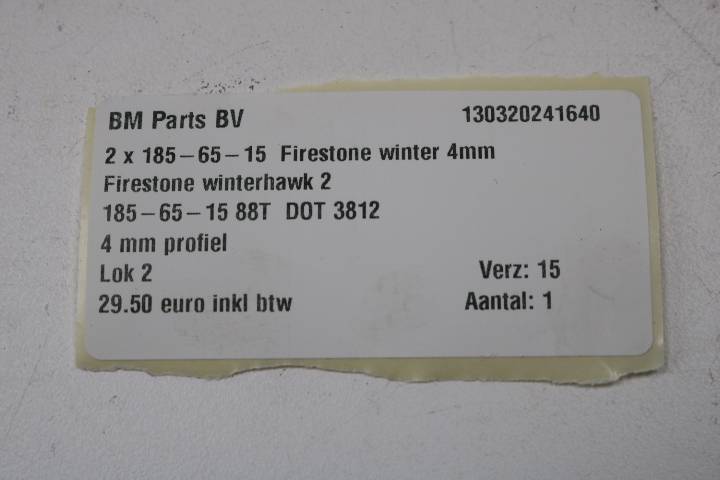 BM Parts BV 130320241640
2 x 185-65-15 Firestone winter 4mm
Firestone winterhawk 2
185-65-15 88T DOT 3812
4 mm profiel
Lok 2 Verz: 15
29.50 euro inkl btw Aantal: 1